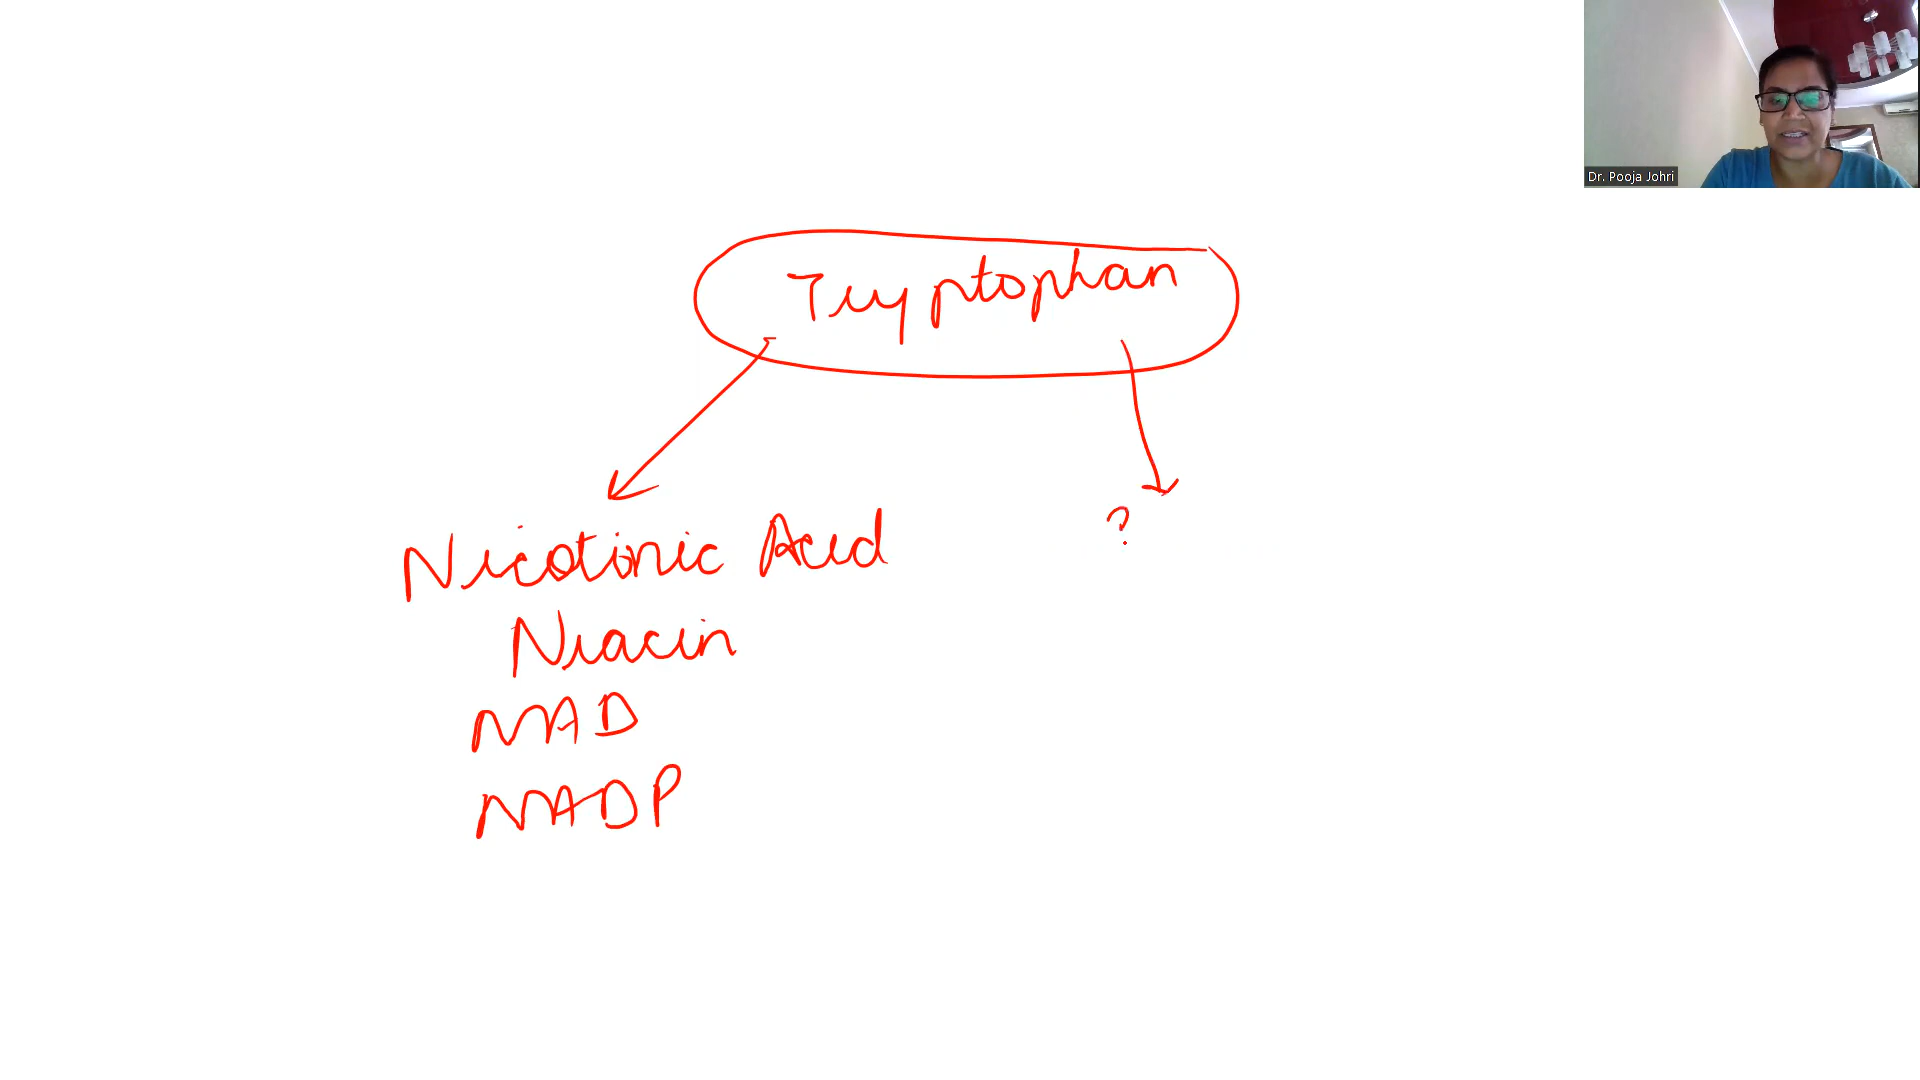 Dr. Pooja Johri
Tryptophan
Nicotinic Acid
?
Niacin
NAD
NADP